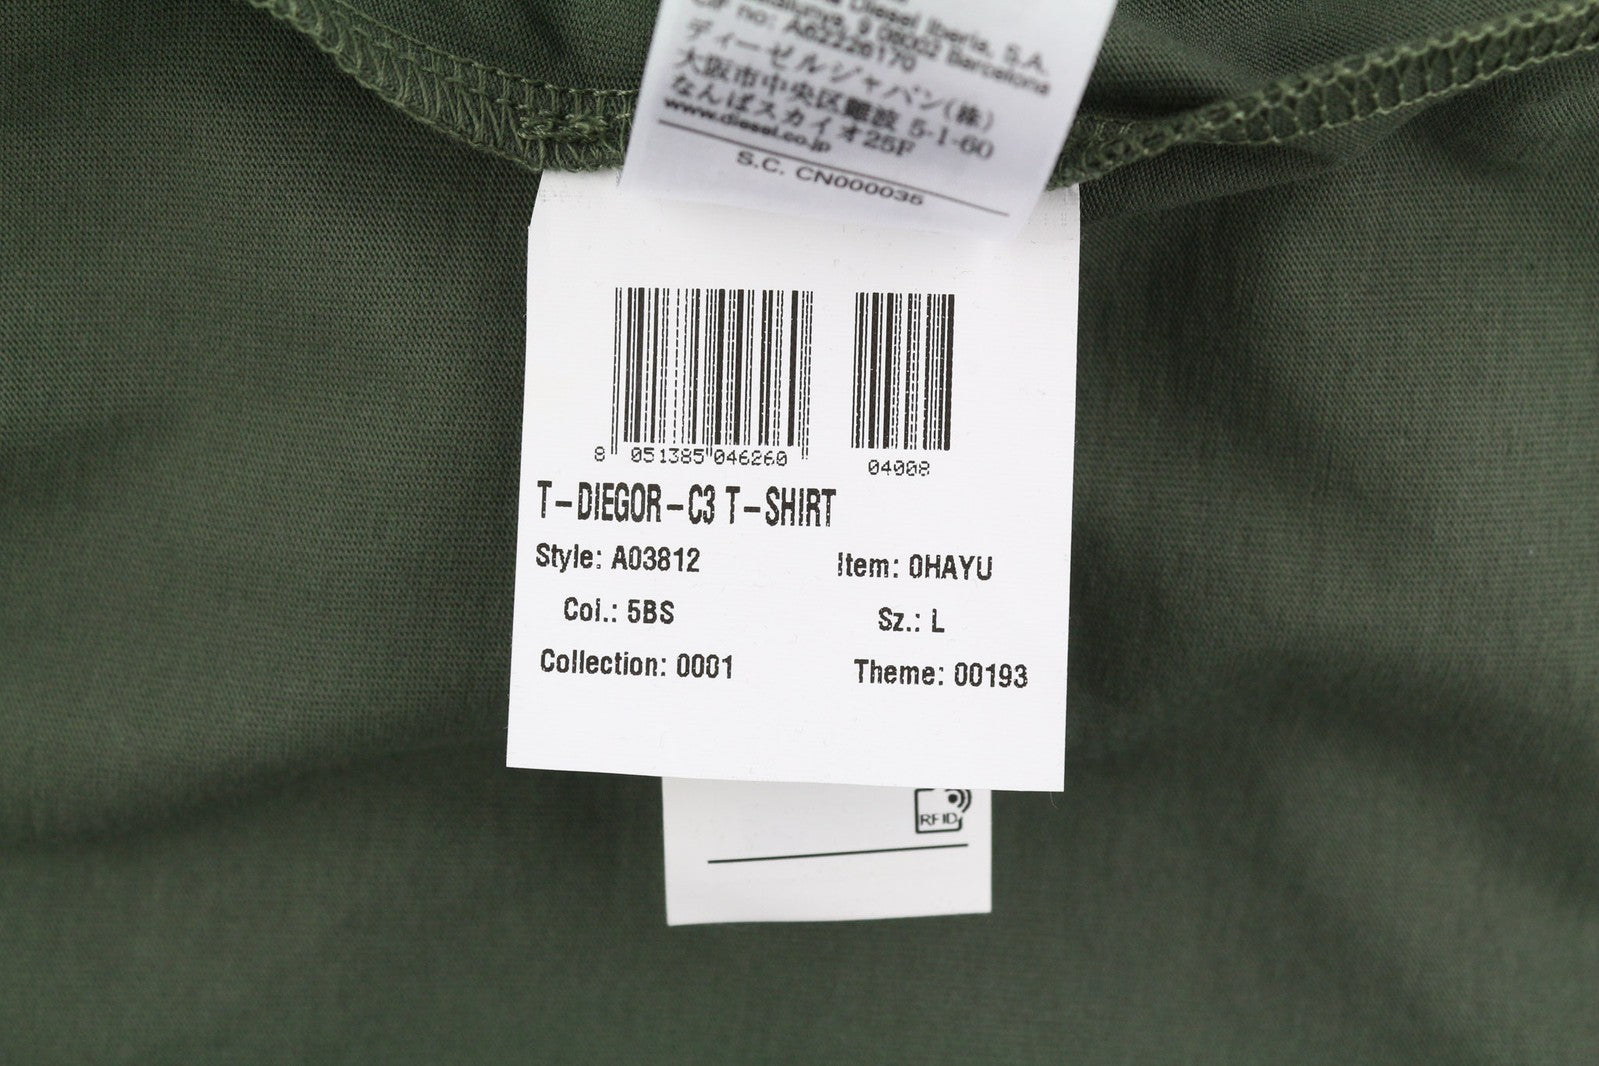 Diesel Iberia, S.A.
9 08002 Barcelona
CIF no: A62226170
ディーゼルジャパン(株)
大阪市中央区難波 5-1-60
なんばスカイオ25F
www.diesel.co.jp
S.C. CN000035
8 051385 046260
04008
T-DIEGOR-C3 T-SHIRT
Style: A03812 Item: 0HAYU
Col.: 5BS Sz.: L
Collection: 0001 Theme: 00193
RFID